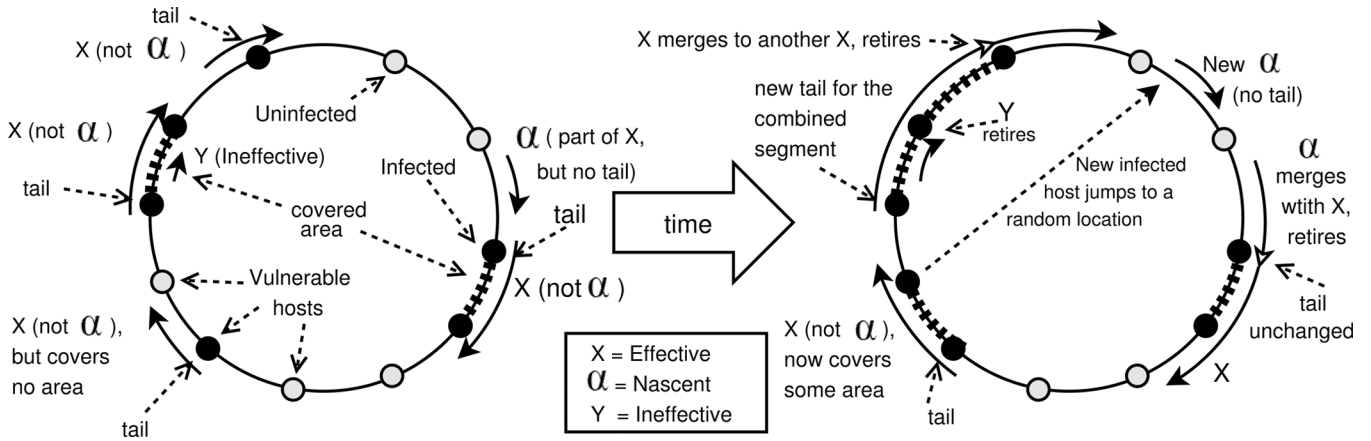 tail
X (not α)
Uninfected
X (not α)
Y (Ineffective)
tail
Infected
α ( part of X,
but no tail)
covered
area
tail
X (not α)
Vulnerable
hosts
X (not α),
but covers
no area
tail
time
X = Effective
α = Nascent
Y = Ineffective
X merges to another X, retires
new tail for the
combined
segment
Y
retires
New α
(no tail)
New infected
host jumps to a
random location
α
merges
wtith X,
retires
tail
unchanged
X
X (not α),
now covers
some area
tail